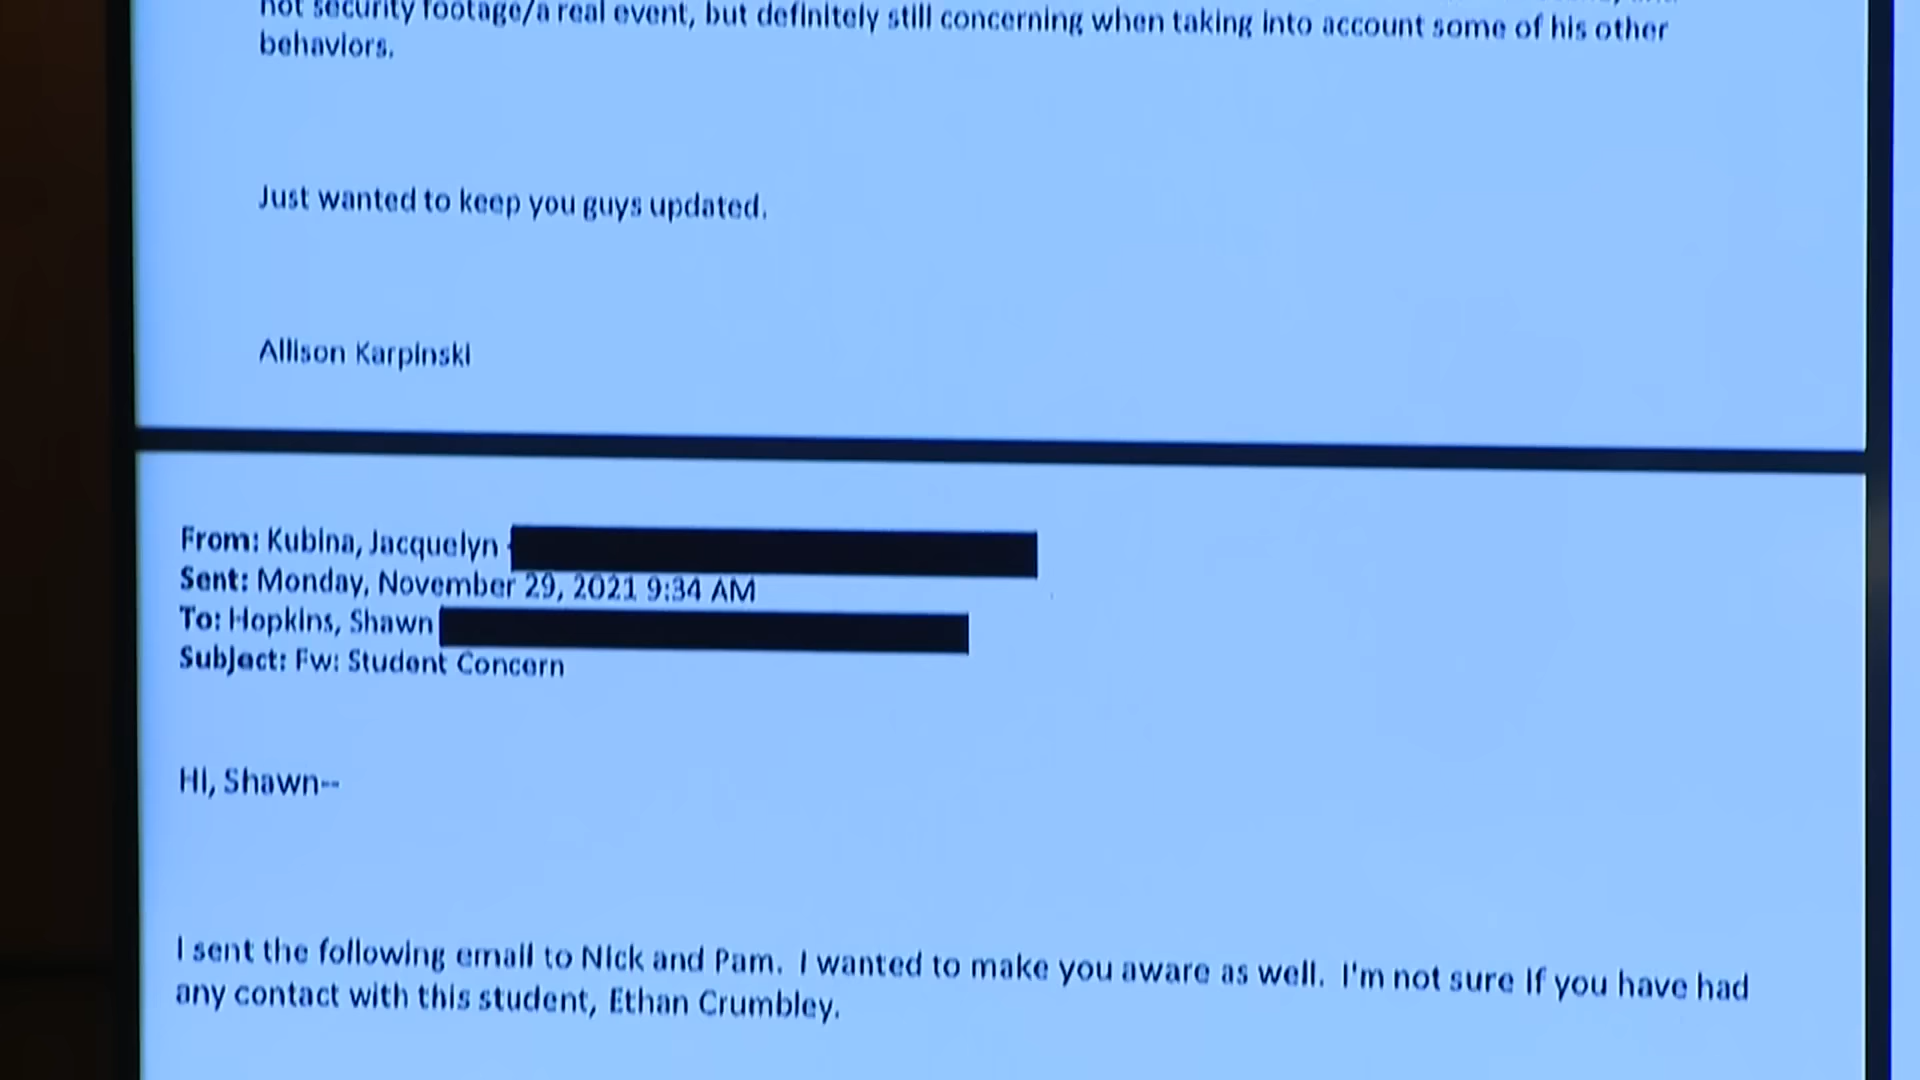 not security footage/a real event, but definitely still concerning when taking into account some of his other
behaviors.
Just wanted to keep you guys updated.
Allison Karpinski
From: Kubina, Jacquelyn
Sent: Monday, November 29, 2021 9:34 AM
To: Hopkins, Shawn
Subject: Fw: Student Concern
Hi, Shawn--
I sent the following email to Nick and Pam. I wanted to make you aware as well. I'm not sure if you have had
any contact with this student, Ethan Crumbley.